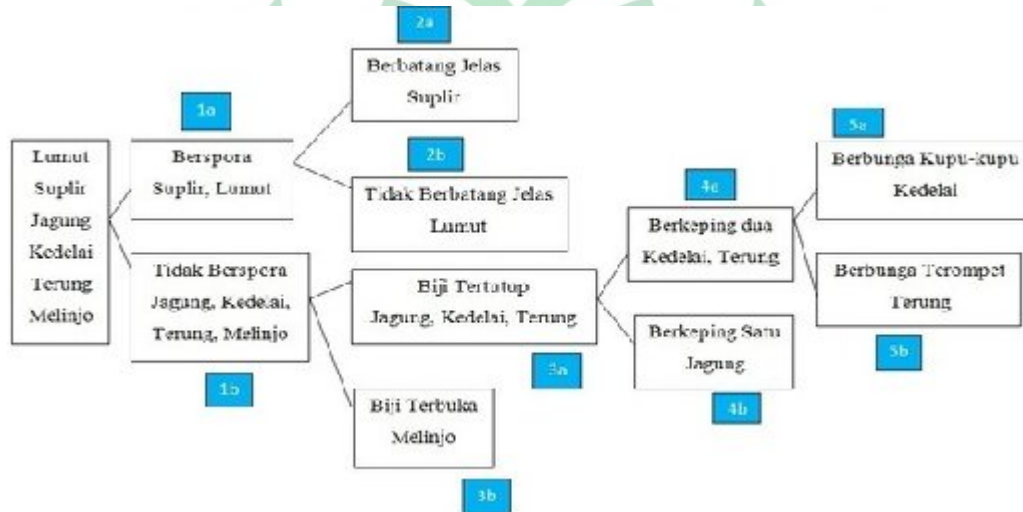 Lumut
Suplir
Jagung
Kedelai
Terung
Melinjo
1a
Berspora
Suplir, Lumut
1b
Tidak Berspora
Jagung, Kedelai,
Terung, Melinjo
2a
Berbatang Jelas
Suplir
2b
Tidak Berbatang Jelas
Lumut
3a
Biji Tertutup
Jagung, Kedelai, Terung
3b
Biji Terbuka
Melinjo
4a
Berkeping dua
Kedelai, Terung
4b
Berkeping Satu
Jagung
5a
Berbunga Kupu-kupu
Kedelai
5b
Berbunga Terompet
Terung